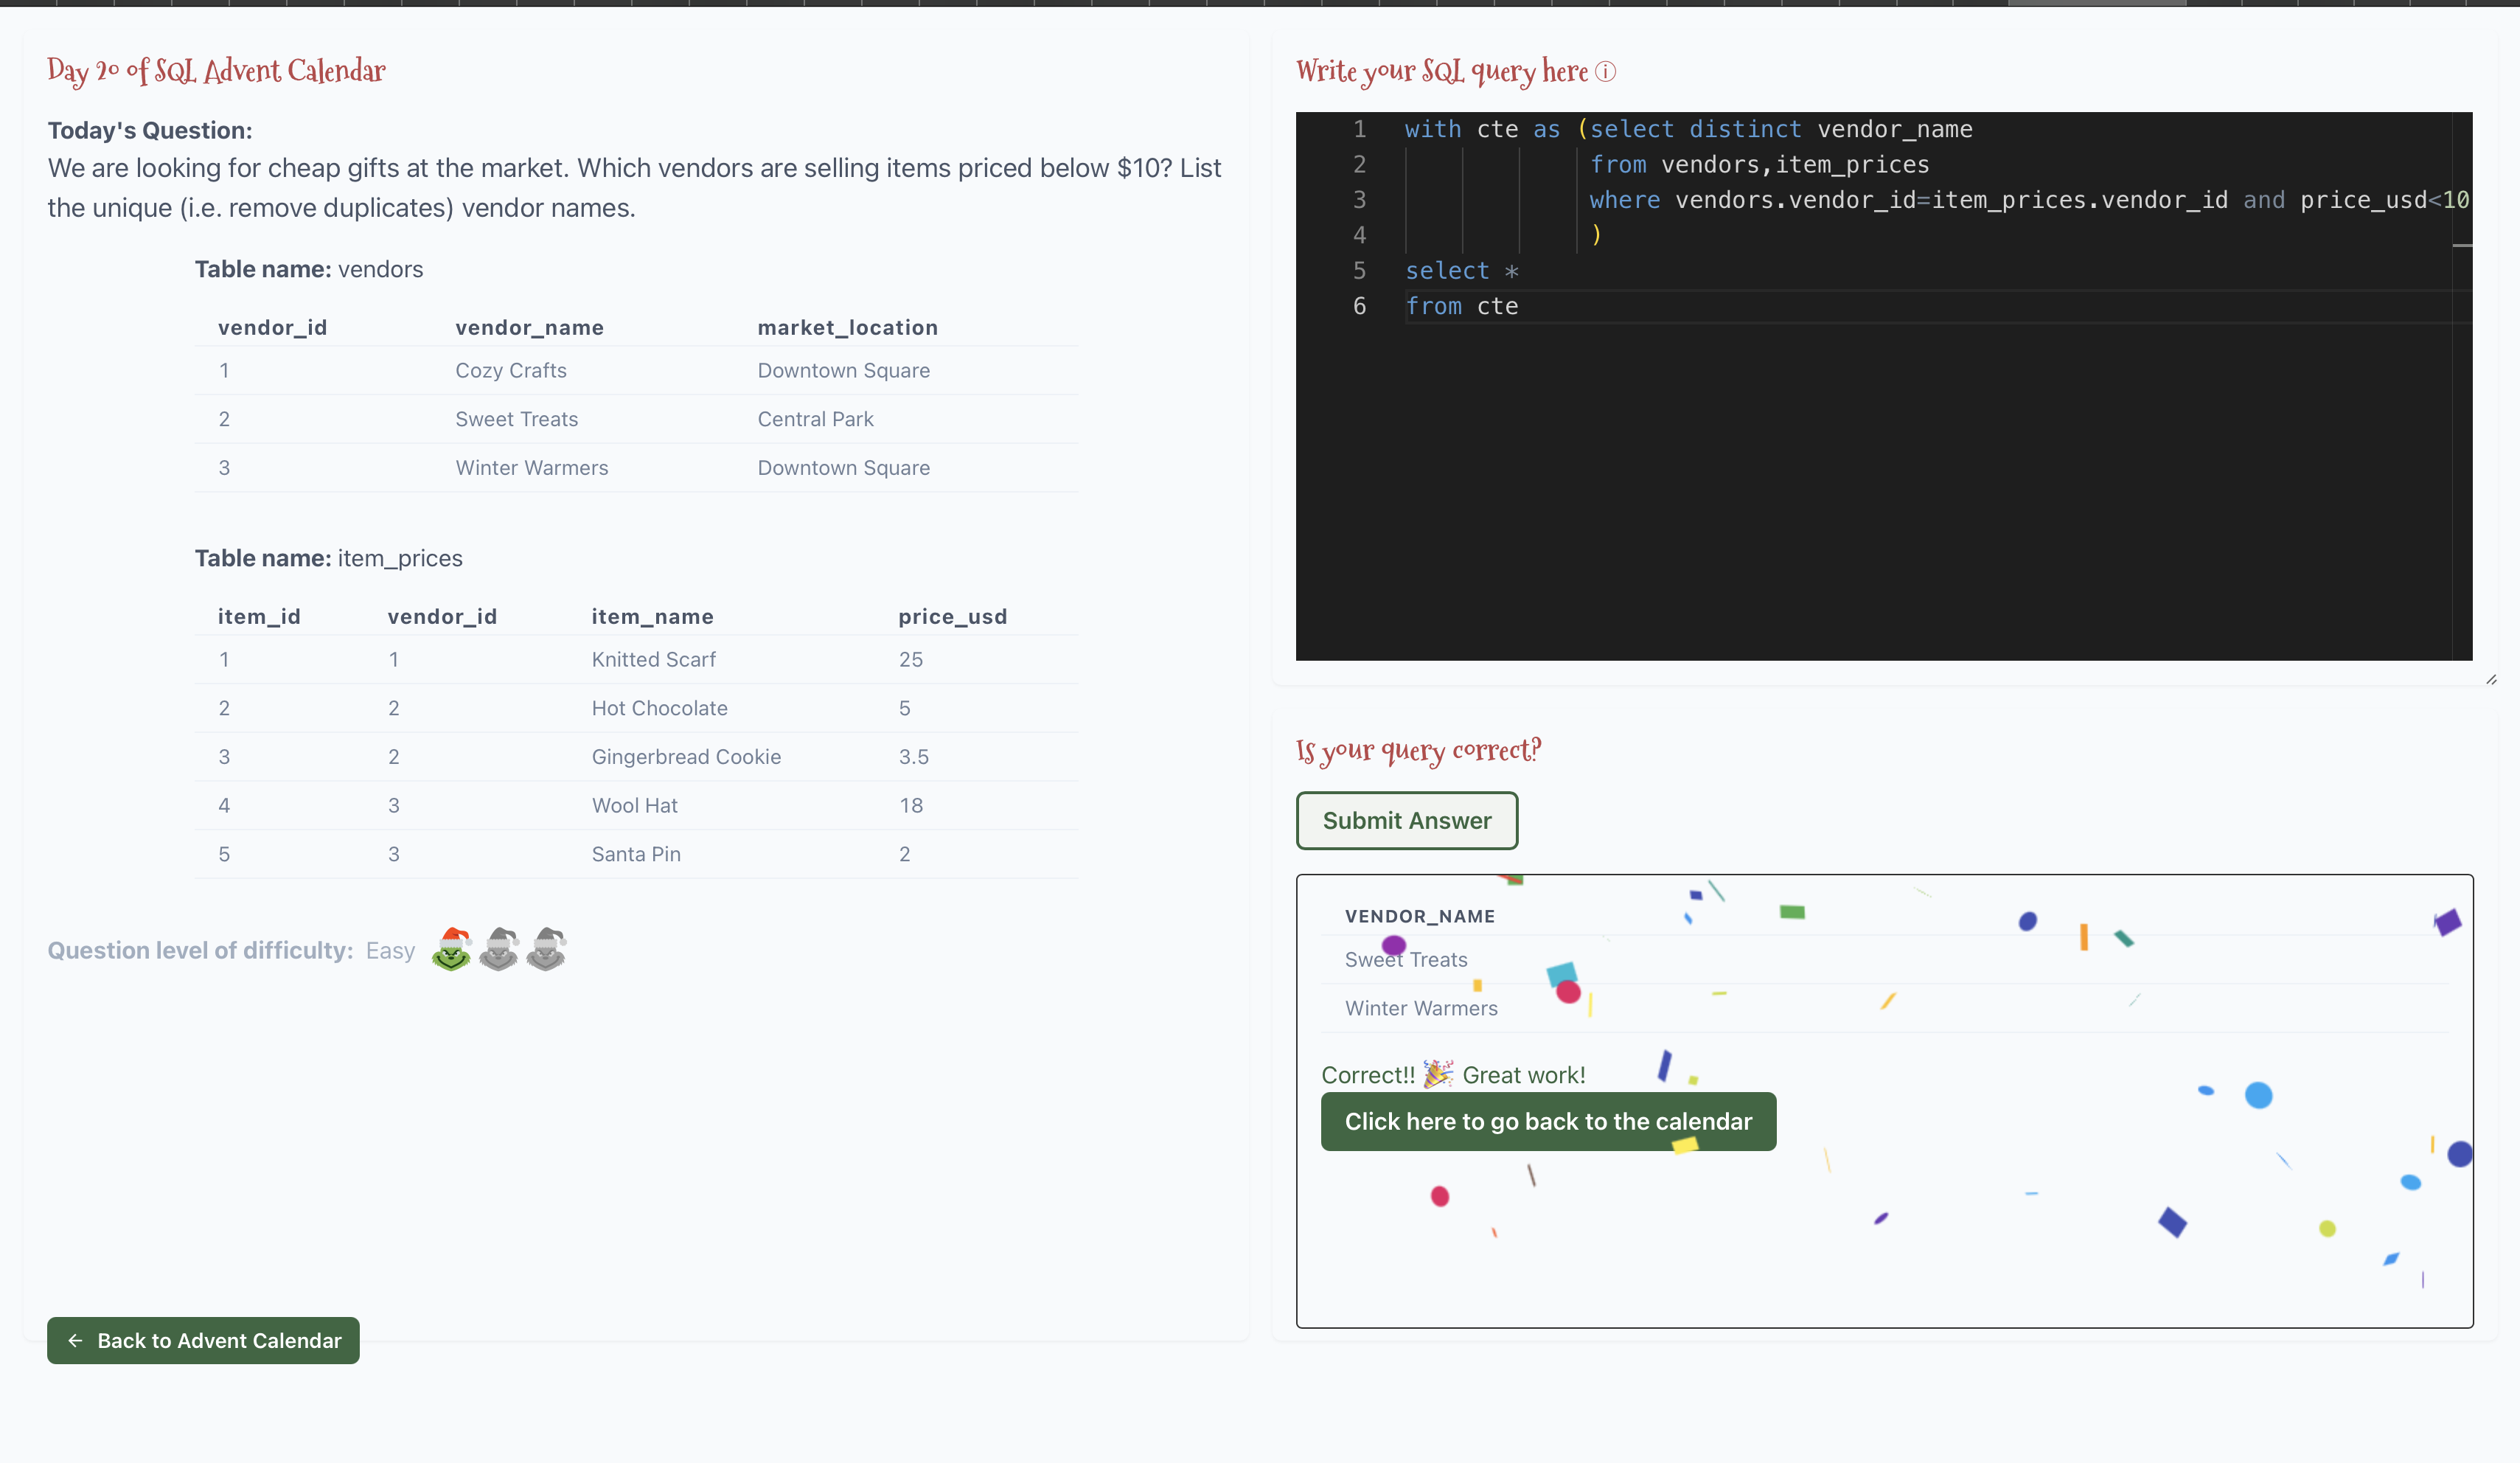 Day 20 of SQL Advent Calendar
Today's Question:
We are looking for cheap gifts at the market. Which vendors are selling items priced below $10? List
the unique (i.e. remove duplicates) vendor names.
Table name: vendors
vendor_id vendor_name market_location
1 Cozy Crafts Downtown Square
2 Sweet Treats Central Park
3 Winter Warmers Downtown Square
Table name: item_prices
item_id vendor_id item_name price_usd
1 1 Knitted Scarf 25
2 2 Hot Chocolate 5
3 2 Gingerbread Cookie 3.5
4 3 Wool Hat 18
5 3 Santa Pin 2
Question level of difficulty: Easy
← Back to Advent Calendar
Write your SQL query here ⓘ
1 with cte as (select distinct vendor_name
2 from vendors,item_prices
3 where vendors.vendor_id=item_prices.vendor_id and price_usd<10
4 )
5 select *
6 from cte
Is your query correct?
Submit Answer
VENDOR_NAME
Sweet Treats
Winter Warmers
Correct!! 🎉 Great work!
Click here to go back to the calendar